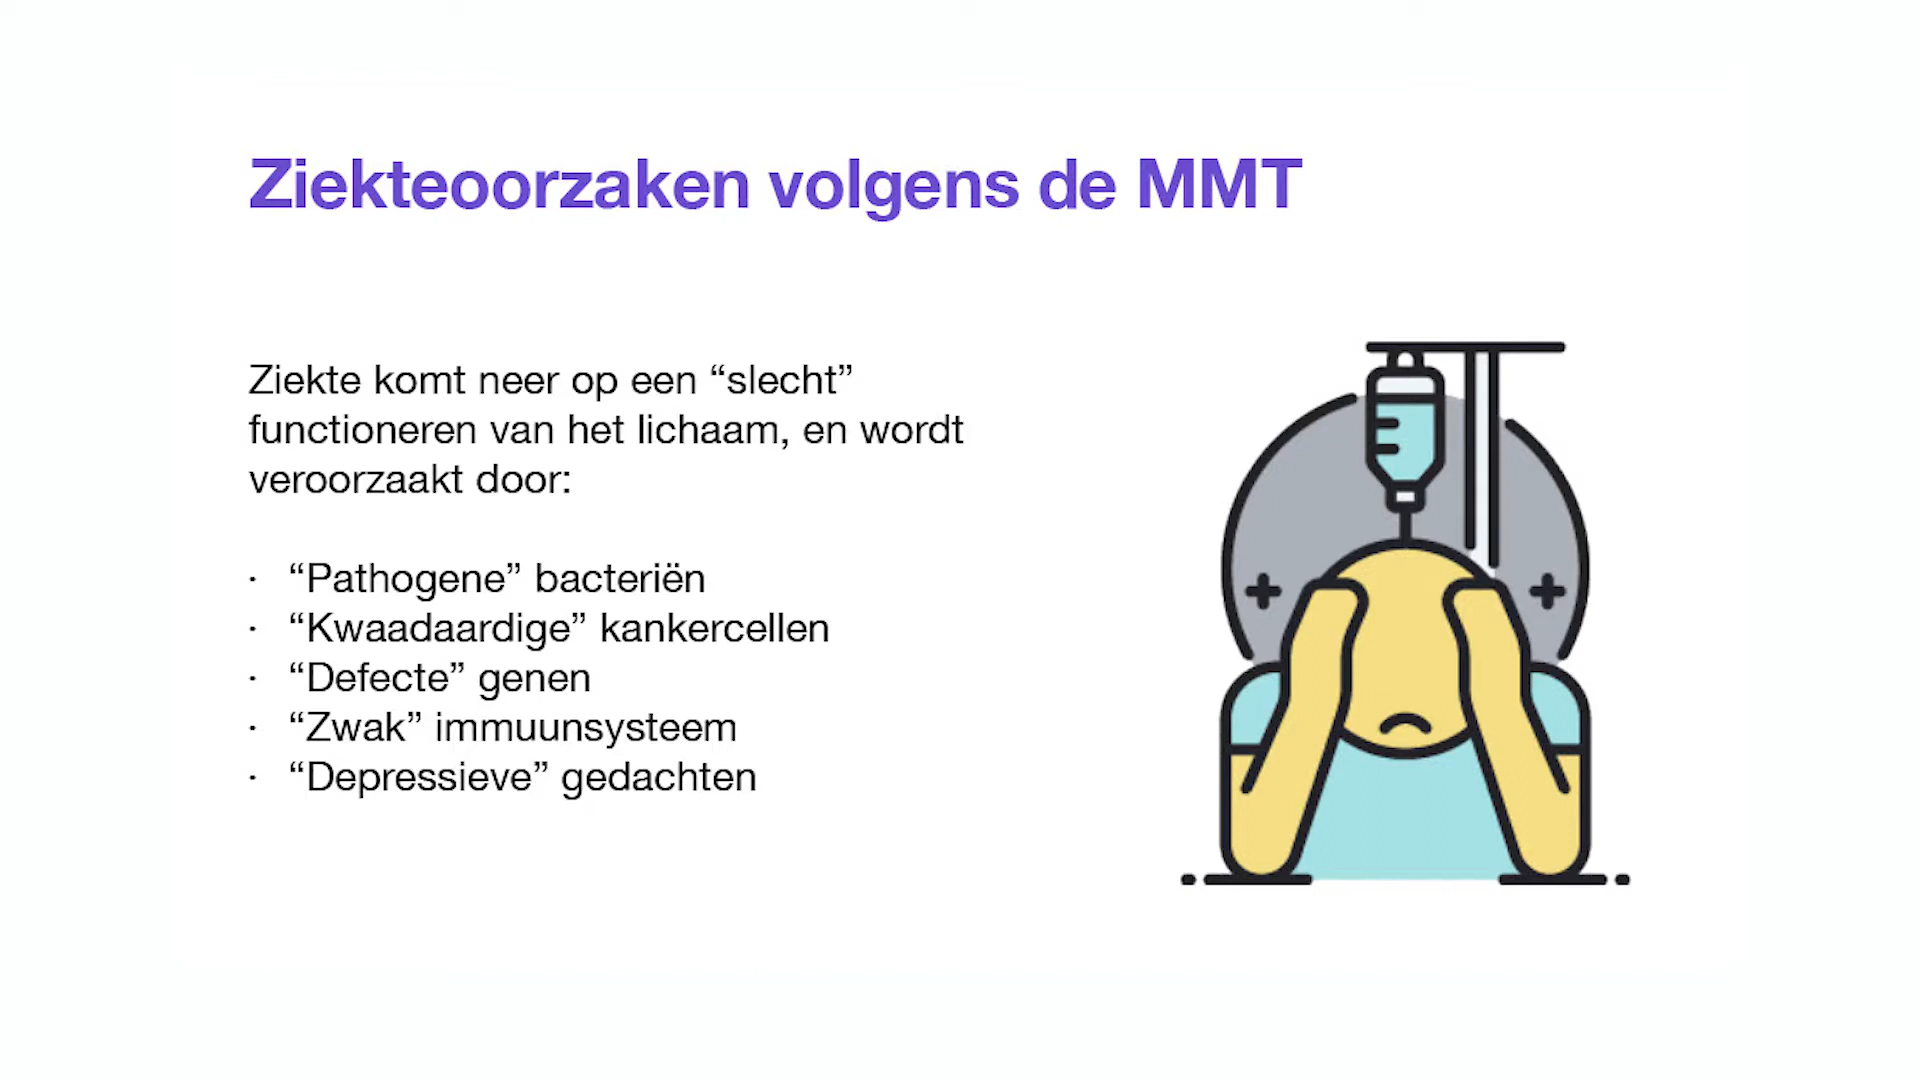 Ziekteoorzaken volgens de MMT
Ziekte komt neer op een “slecht”
functioneren van het lichaam, en wordt
veroorzaakt door:
· “Pathogene” bacteriën
· “Kwaadaardige” kankercellen
· “Defecte” genen
· “Zwak” immuunsysteem
· “Depressieve” gedachten